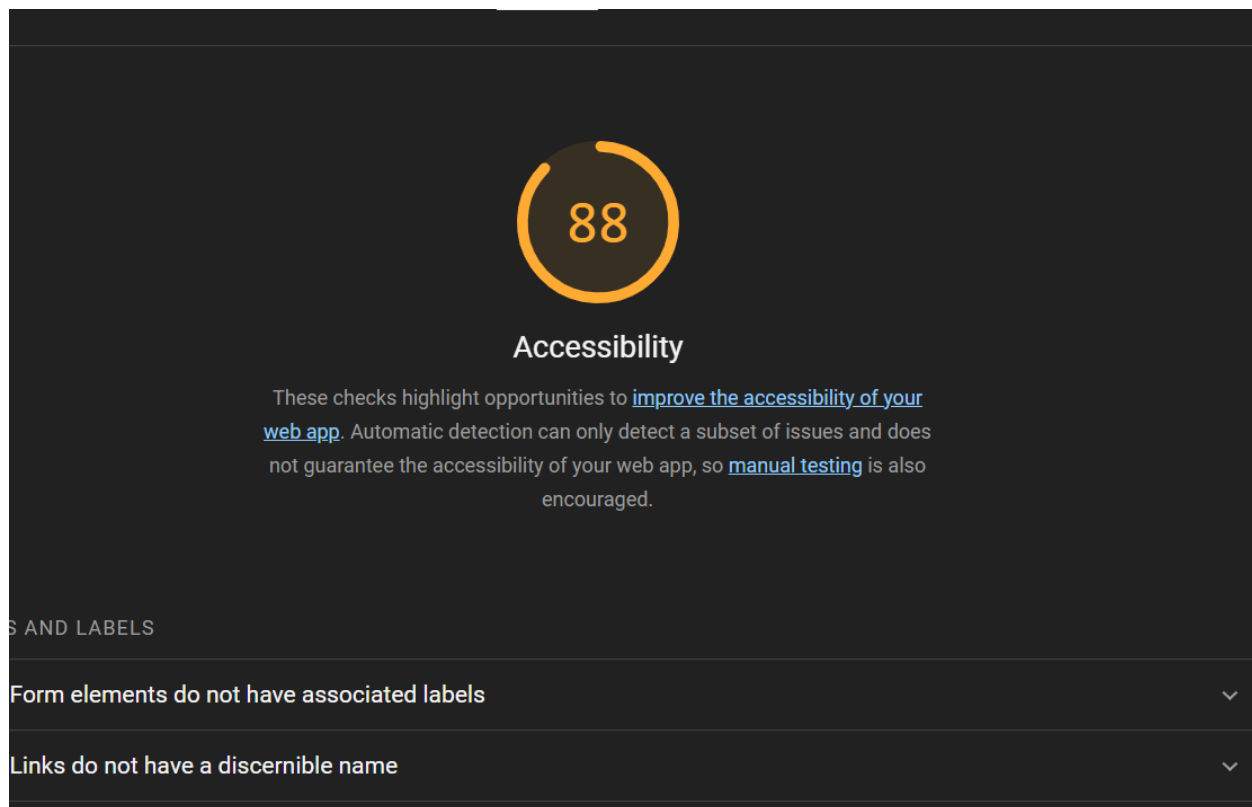 88
Accessibility
These checks highlight opportunities to improve the accessibility of your
web app. Automatic detection can only detect a subset of issues and does
not guarantee the accessibility of your web app, so manual testing is also
encouraged.
S AND LABELS
Form elements do not have associated labels
Links do not have a discernible name